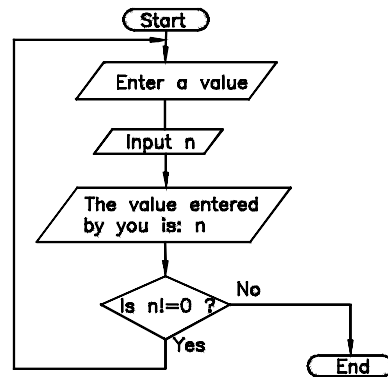 Start
Enter a value
Input n
The value entered
by you is: n
Is n!=0 ?
No
Yes
End